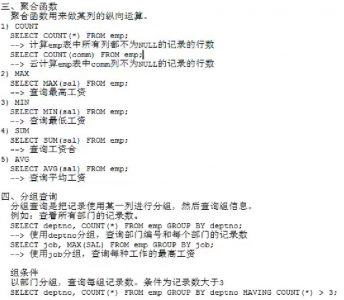 三、聚合函数
聚合函数用来做某列的纵向运算。
1) COUNT
SELECT COUNT(*) FROM emp;
--> 计算emp表中所有列都不为NULL的记录的行数
SELECT COUNT(comm) FROM emp;
--> 云计算emp表中comm列不为NULL的记录的行数
2) MAX
SELECT MAX(sal) FROM emp;
--> 查询最高工资
3) MIN
SELECT MIN(sal) FROM emp;
--> 查询最低工资
4) SUM
SELECT SUM(sal) FROM emp;
--> 查询工资合
5) AVG
SELECT AVG(sal) FROM emp;
--> 查询平均工资
四、分组查询
分组查询是把记录使用某一列进行分组，然后查询组信息。
例如：查看所有部门的记录数。
SELECT deptno, COUNT(*) FROM emp GROUP BY deptno;
--> 使用deptno分组，查询部门编号和每个部门的记录数
SELECT job, MAX(SAL) FROM emp GROUP BY job;
--> 使用job分组，查询每种工作的最高工资
组条件
以部门分组，查询每组记录数。条件为记录数大于3
SELECT deptno, COUNT(*) FROM emp GROUP BY deptno HAVING COUNT(*) > 3;